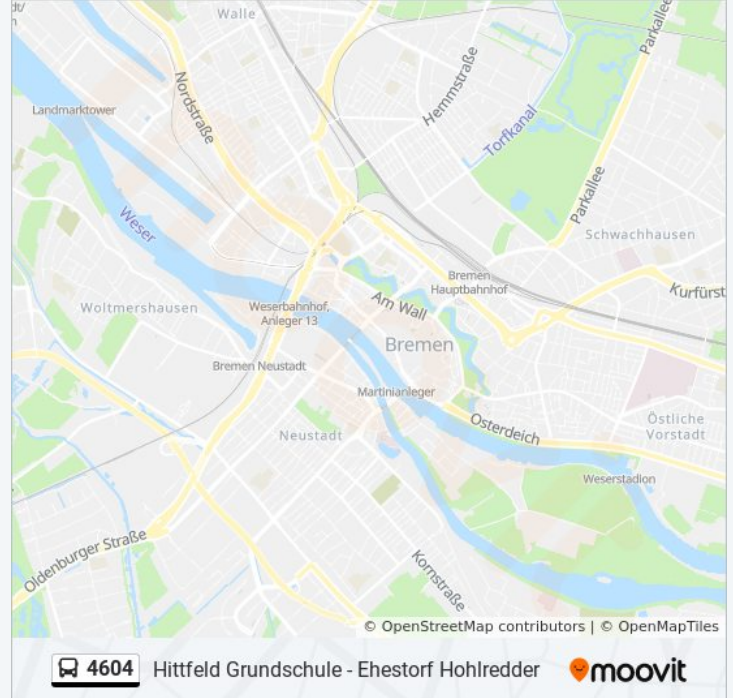 Walle
Parkallee
Hemmstraße
Nordstraße
Landmarktower
Torfkanal
Parkallee
Weser
Schwachhausen
Bremen
Hauptbahnhof
Kurfürst
Woltmershausen
Weserbahnhof,
Anleger 13
Am Wall
Bremen
Bremen Neustadt
Martinianleger
Osterdeich
Östliche
Vorstadt
Neustadt
Weserstadion
Oldenburger Straße
Kornstraße
© OpenStreetMap contributors | © OpenMapTiles
4604 Hittfeld Grundschule - Ehestorf Hohlredder moovit